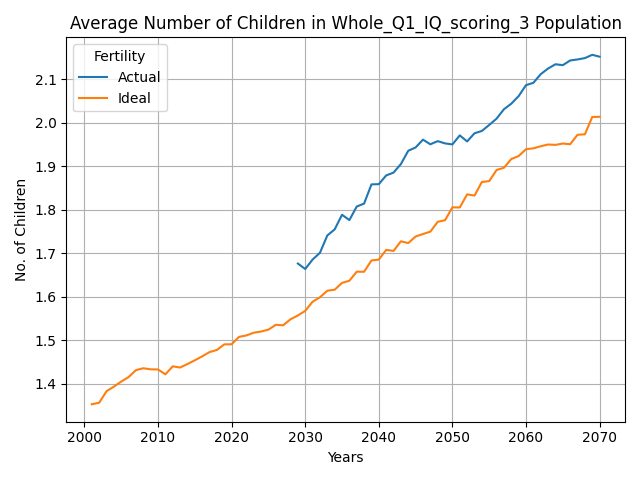 Average Number of Children in Whole_Q1_IQ_scoring_3 Population
Fertility
Actual
Ideal
No. of Children
2.1
2.0
1.9
1.8
1.7
1.6
1.5
1.4
2000 2010 2020 2030 2040 2050 2060 2070
Years